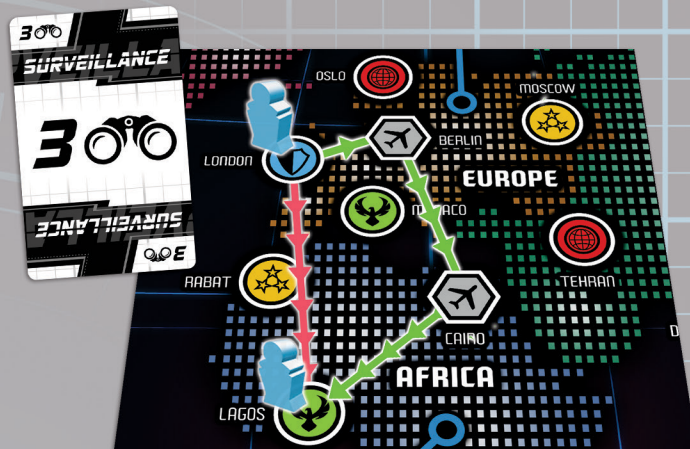 3
SURVEILLANCE
3
SURVEILLANCE
3
OSLO
MOSCOW
BERLIN
LONDON
EUROPE
MONACO
RABAT
TEHRAN
CAIRO
AFRICA
LAGOS
D